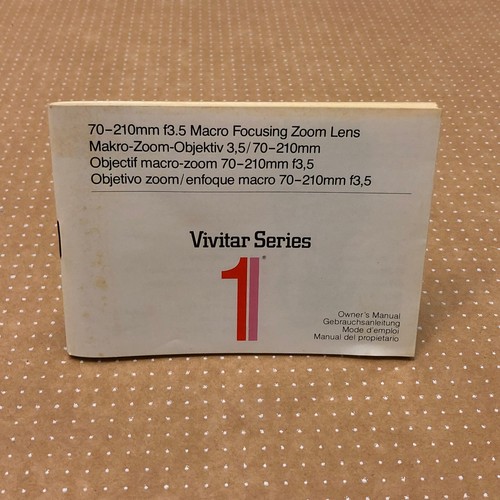 70-210mm f3.5 Macro Focusing Zoom Lens
Makro-Zoom-Objektiv 3,5/70-210mm
Objectif macro-zoom 70-210mm f3,5
Objetivo zoom/enfoque macro 70-210mm f3,5
Vivitar Series
1®
Owner's Manual
Gebrauchsanleitung
Mode d'emploi
Manual del propietario